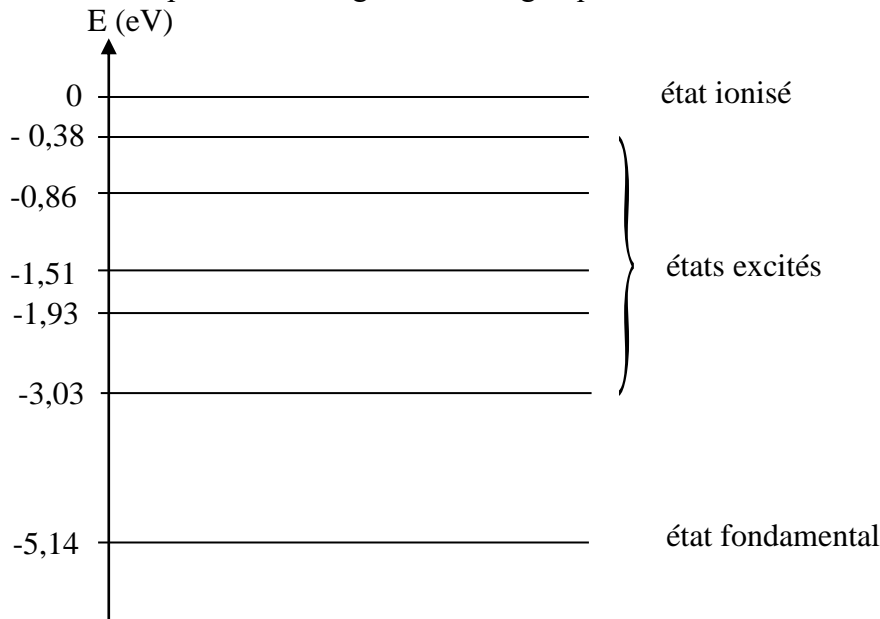 E (eV)
0 état ionisé
- 0,38
-0,86
-1,51 états excités
-1,93
-3,03
-5,14 état fondamental